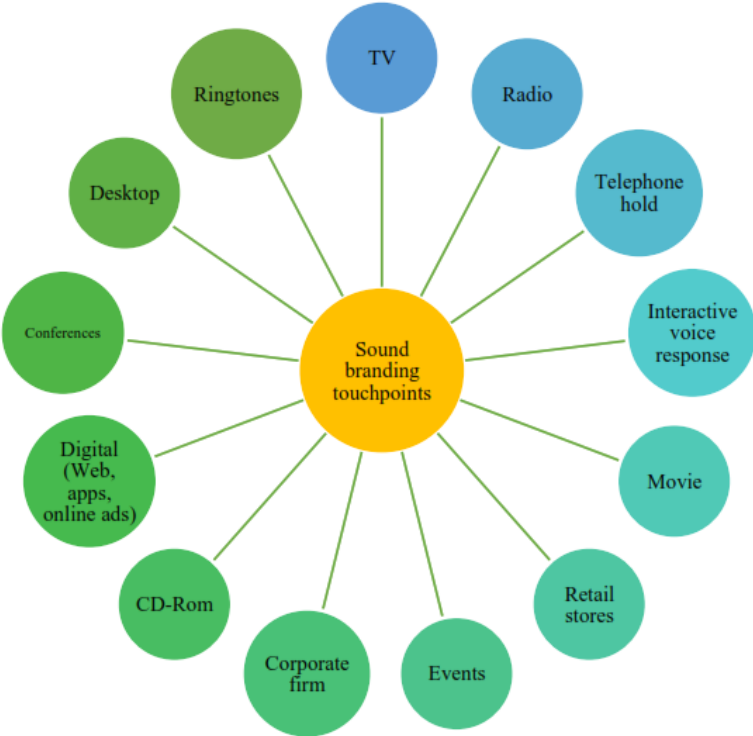 TV
Radio
Telephone
hold
Interactive
voice
response
Movie
Retail
stores
Events
Corporate
firm
CD-Rom
Digital
(Web,
apps,
online ads)
Conferences
Desktop
Ringtones
Sound
branding
touchpoints